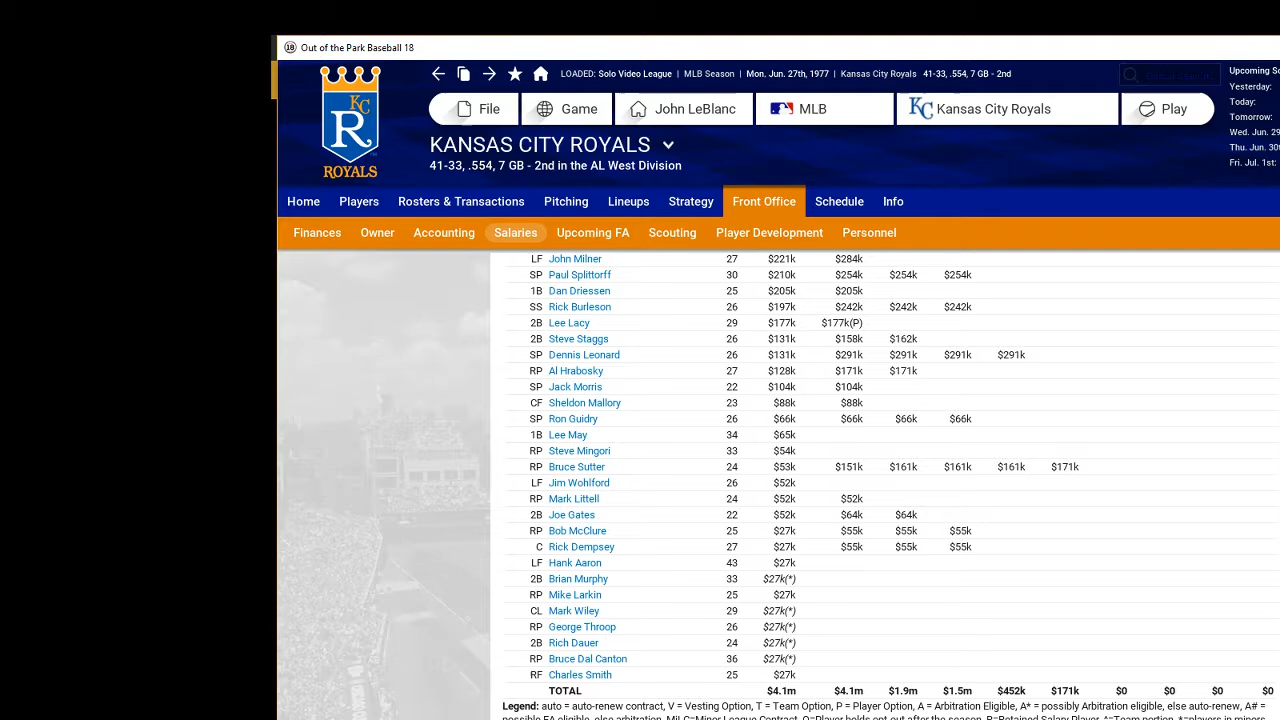 Out of the Park Baseball 18
LOADED: Solo Video League | MLB Season | Mon. Jun. 27th, 1977 | Kansas City Royals 41-33, .554, 7 GB - 2nd
Upcoming Sc
Yesterday:
Today:
Tomorrow:
Wed. Jun. 29
Thu. Jun. 30t
Fri. Jul. 1st:
File Game John LeBlanc MLB KC Kansas City Royals Play
KC
R
ROYALS
KANSAS CITY ROYALS
41-33, .554, 7 GB - 2nd in the AL West Division
Home Players Rosters & Transactions Pitching Lineups Strategy Front Office Schedule Info
Finances Owner Accounting Salaries Upcoming FA Scouting Player Development Personnel
LF John Milner 27 $221k $284k
SP Paul Splittorff 30 $210k $254k $254k $254k
1B Dan Driessen 25 $205k $205k
SS Rick Burleson 26 $197k $242k $242k $242k
2B Lee Lacy 29 $177k $177k(P)
2B Steve Staggs 26 $131k $158k $162k
SP Dennis Leonard 26 $131k $291k $291k $291k $291k
RP Al Hrabosky 27 $128k $171k $171k
SP Jack Morris 22 $104k $104k
CF Sheldon Mallory 23 $88k $88k
SP Ron Guidry 26 $66k $66k $66k $66k
1B Lee May 34 $65k
RP Steve Mingori 33 $54k
RP Bruce Sutter 24 $53k $151k $161k $161k $161k $171k
LF Jim Wohlford 26 $52k
RP Mark Littell 24 $52k $52k
2B Joe Gates 22 $52k $64k $64k
RP Bob McClure 25 $27k $55k $55k $55k
C Rick Dempsey 27 $27k $55k $55k $55k
LF Hank Aaron 43 $27k
2B Brian Murphy 33 $27k(*)
RP Mike Larkin 25 $27k
CL Mark Wiley 29 $27k(*)
RP George Throop 26 $27k(*)
2B Rich Dauer 24 $27k(*)
RP Bruce Dal Canton 36 $27k(*)
RF Charles Smith 25 $27k
TOTAL $4.1m $4.1m $1.9m $1.5m $452k $171k $0 $0 $0 $0
Legend: auto = auto-renew contract, V = Vesting Option, T = Team Option, P = Player Option, A = Arbitration Eligible, A* = possibly Arbitration eligible, else auto-renew, A# =